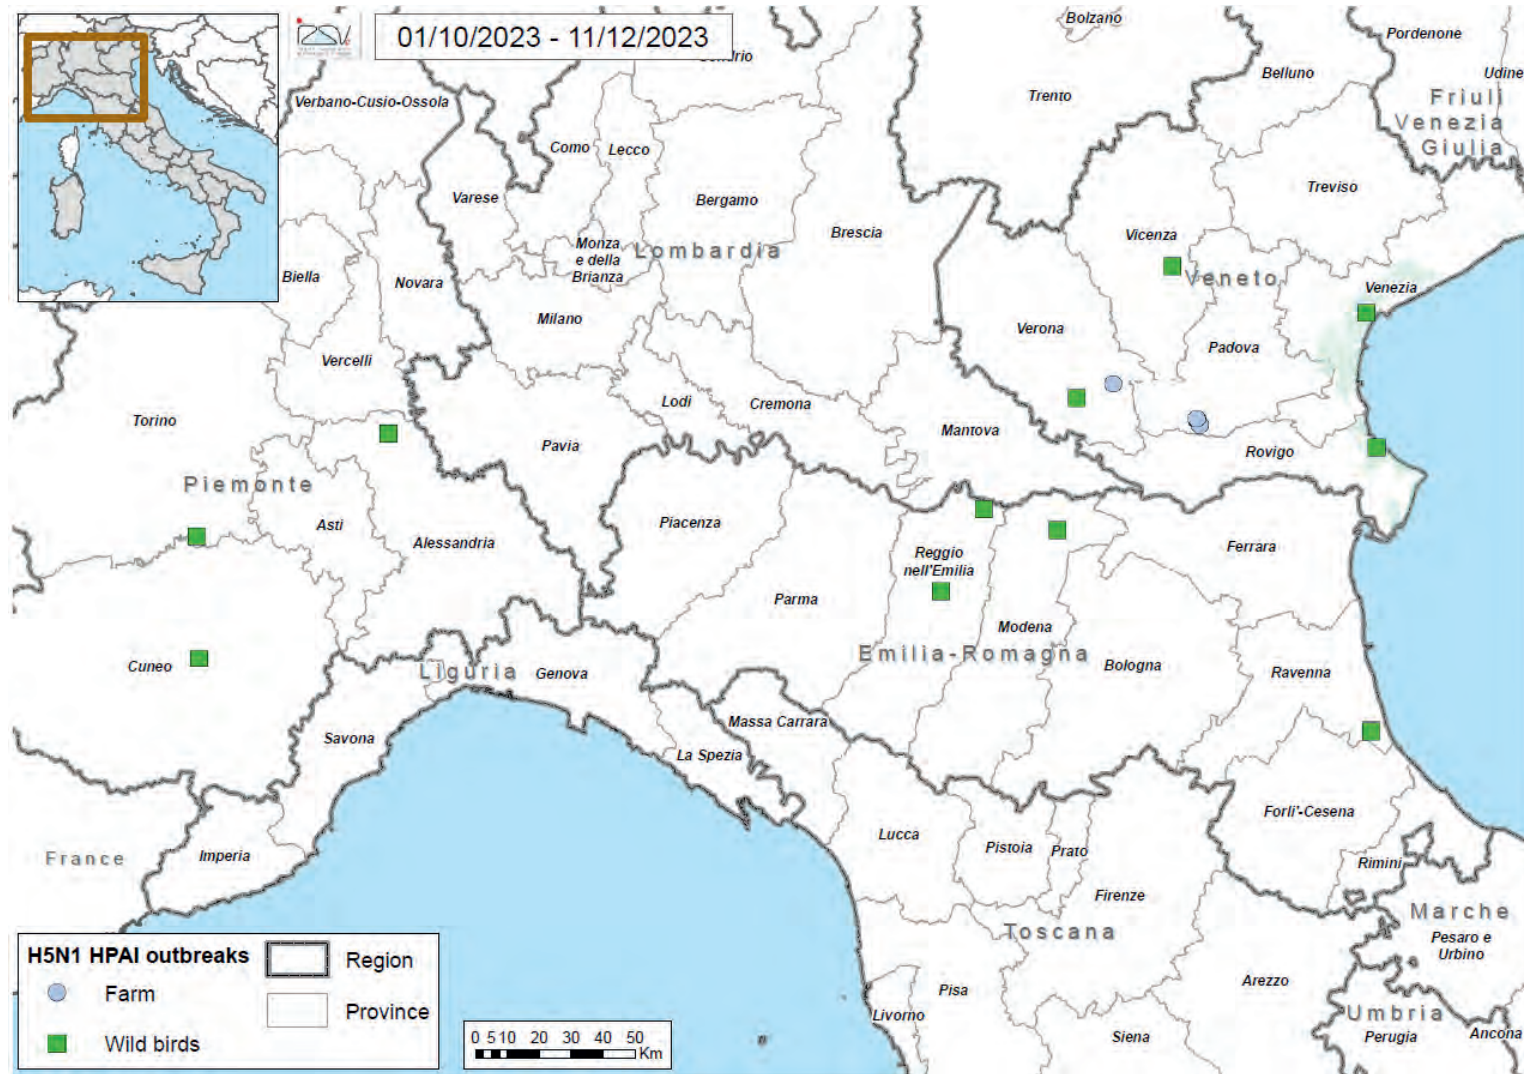 01/10/2023 - 11/12/2023
Bolzano
Pordenone
Udine
Belluno
Trento
Friuli
Venezia
Giulia
Verbano-Cusio-Ossola
Como
Lecco
Varese
Bergamo
Treviso
Brescia
Vicenza
Monza
e della
Brianza
Lombardia
Biella
Novara
Veneto
Venezia
Milano
Verona
Padova
Vercelli
Lodi
Cremona
Torino
Pavia
Mantova
Rovigo
Piemonte
Asti
Alessandria
Piacenza
Reggio
nell'Emilia
Ferrara
Parma
Modena
Emilia-Romagna
Bologna
Ravenna
Cuneo
Liguria
Genova
Massa Carrara
Savona
La Spezia
Forli'-Cesena
Lucca
Pistoia
Prato
France
Imperia
Rimini
Firenze
Marche
Toscana
Pesaro e
Urbino
Arezzo
Pisa
Livorno
Umbria
Perugia
Ancona
Siena
H5N1 HPAI outbreaks
Farm
Wild birds
Region
Province
0 5 10 20 30 40 50
Km